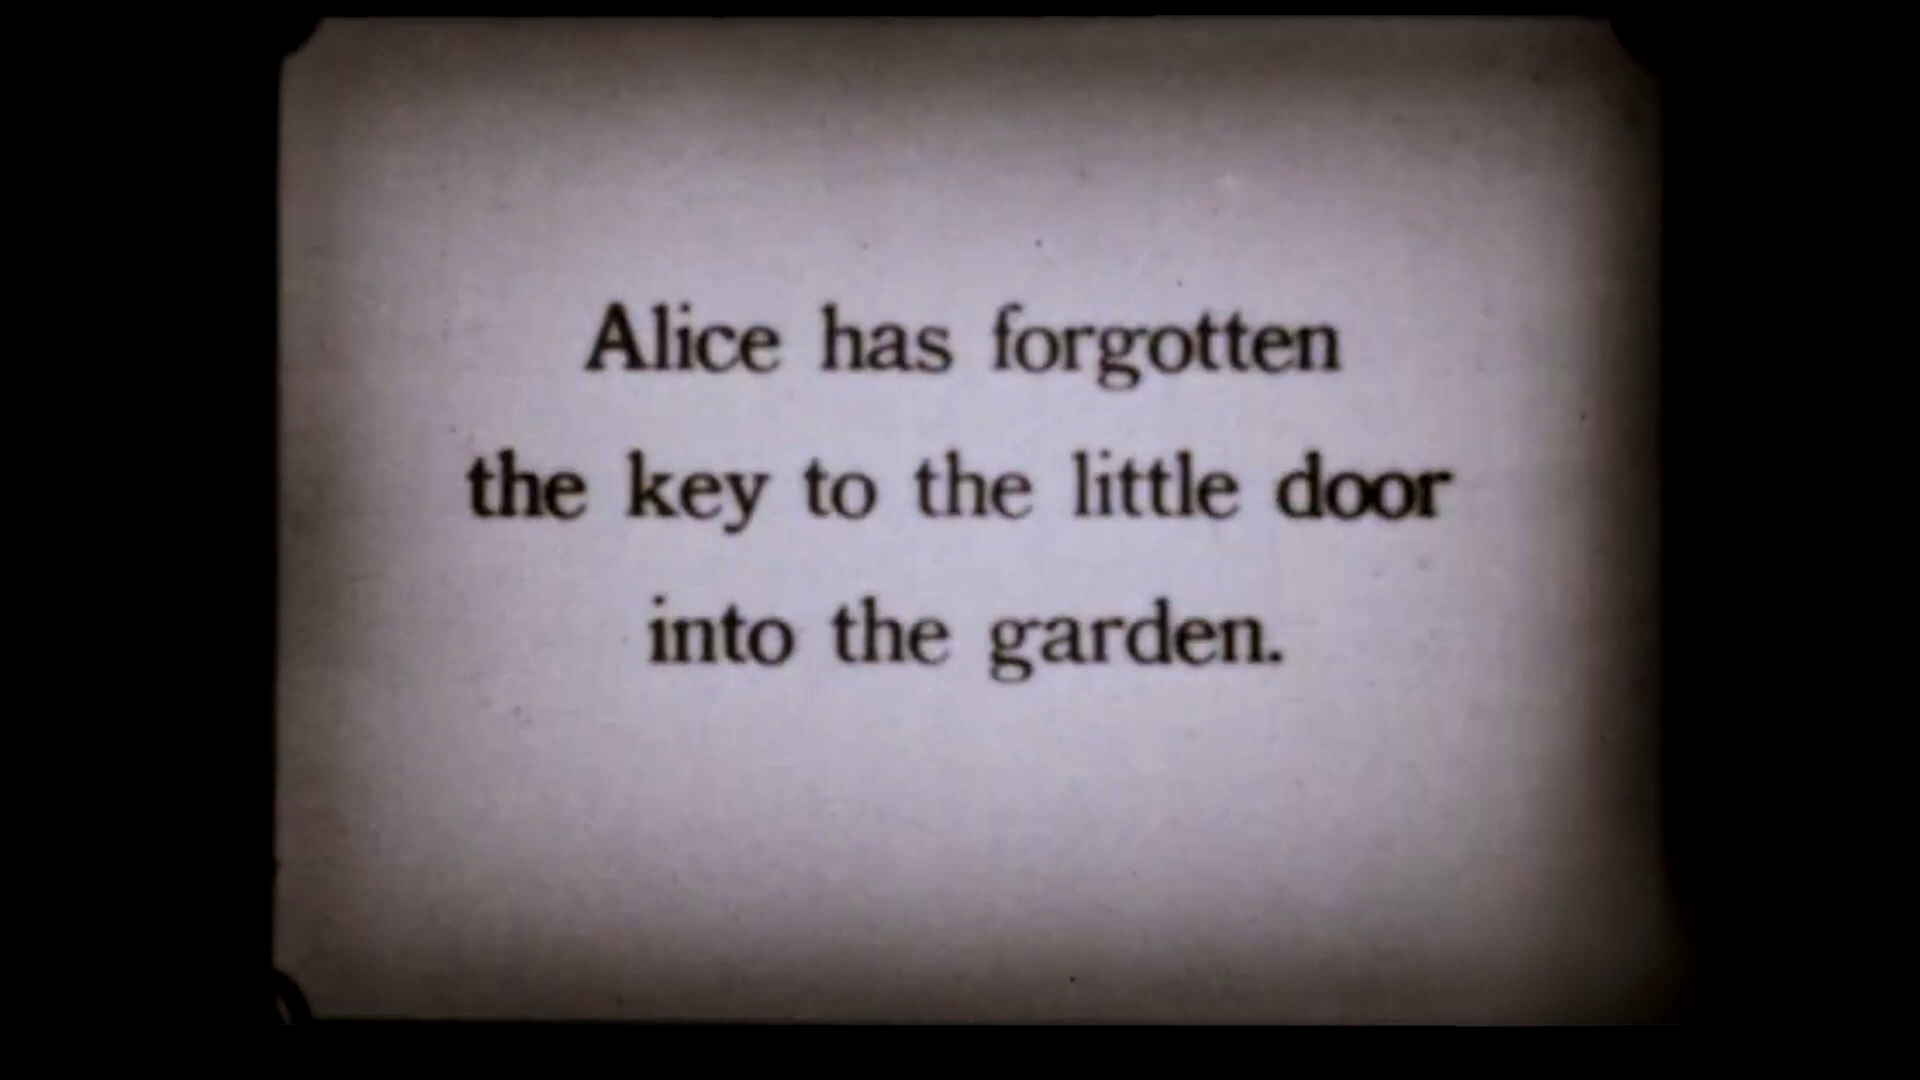 Alice has forgotten
the key to the little door
into the garden.